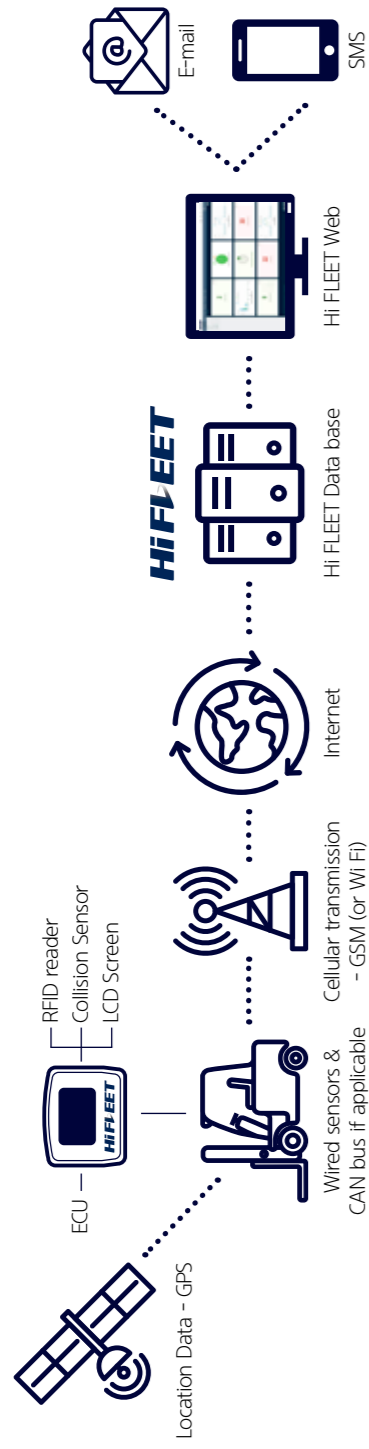 Location Data - GPS
ECU
HiFLEET
RFID reader
Collision Sensor
LCD Screen
Wired sensors &
CAN bus if applicable
Cellular transmission
- GSM (or Wi Fi)
Internet
HiFLEET
Hi FLEET Data base
Hi FLEET Web
@
E-mail
SMS